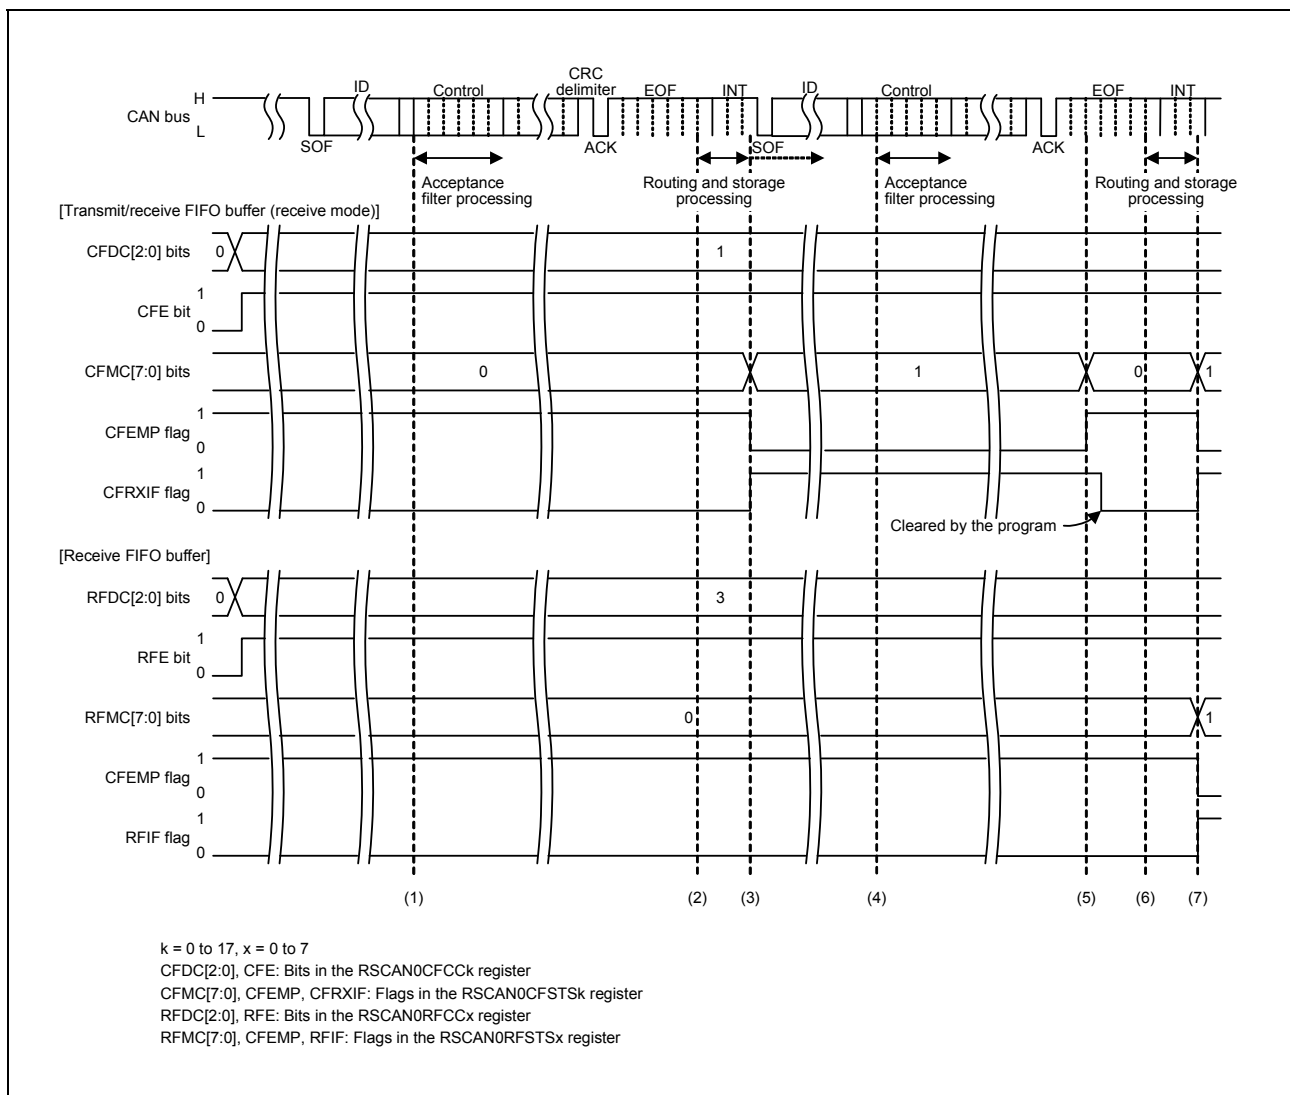 CRC
ID Control delimiter EOF INT ID Control EOF INT
H
CAN bus
L
SOF ACK SOF ACK
Acceptance filter processing
Routing and storage processing
Acceptance filter processing
Routing and storage processing
[Transmit/receive FIFO buffer (receive mode)]
CFDC[2:0] bits 0 1
1
CFE bit
0
CFMC[7:0] bits 0 1 0 1
1
CFEMP flag
0
1
CFRXIF flag
0
Cleared by the program
[Receive FIFO buffer]
RFDC[2:0] bits 0 3
1
RFE bit
0
RFMC[7:0] bits 0 1
1
CFEMP flag
0
1
RFIF flag
0
(1) (2) (3) (4) (5) (6) (7)
k = 0 to 17, x = 0 to 7
CFDC[2:0], CFE: Bits in the RSCAN0CFCCk register
CFMC[7:0], CFEMP, CFRXIF: Flags in the RSCAN0CFSTSk register
RFDC[2:0], RFE: Bits in the RSCAN0RFCCx register
RFMC[7:0], CFEMP, RFIF: Flags in the RSCAN0RFSTSx register